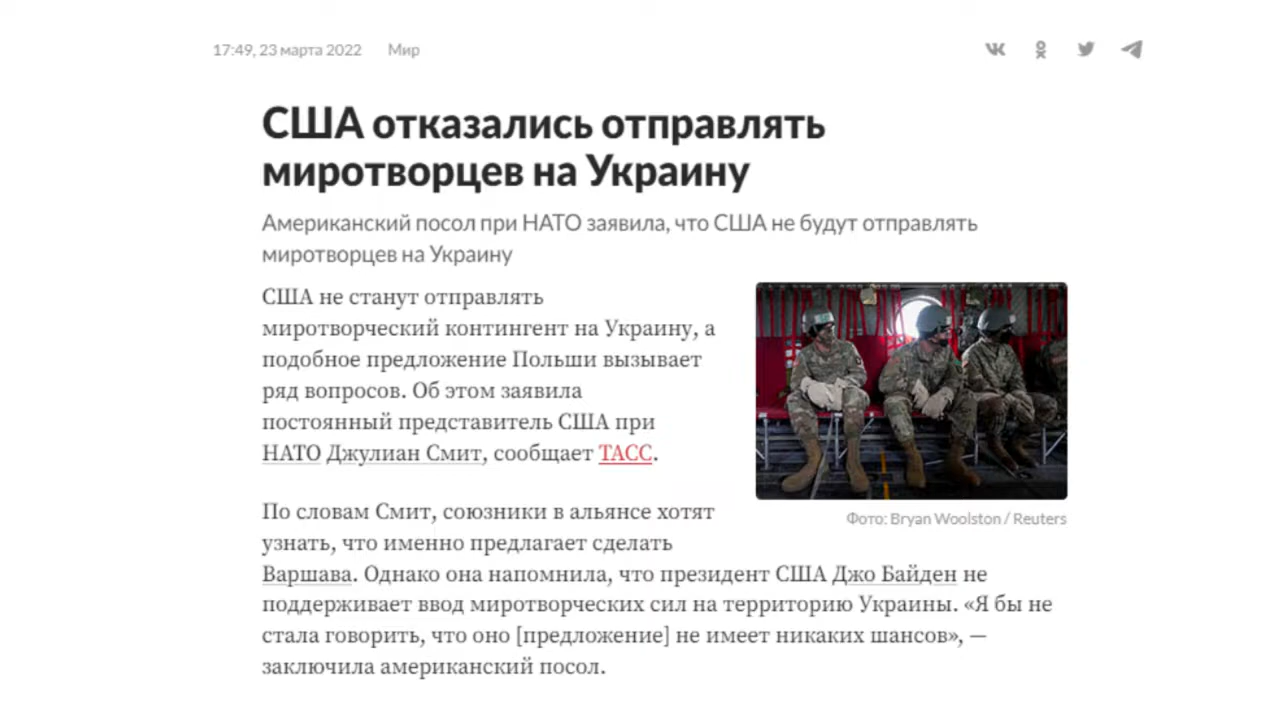 17:49, 23 марта 2022 Мир
США отказались отправлять
миротворцев на Украину
Американский посол при НАТО заявила, что США не будут отправлять
миротворцев на Украину
США не станут отправлять
миротворческий контингент на Украину, а
подобное предложение Польши вызывает
ряд вопросов. Об этом заявила
постоянный представитель США при
НАТО Джулиан Смит, сообщает ТАСС.
Фото: Bryan Woolston / Reuters
По словам Смит, союзники в альянсе хотят
узнать, что именно предлагает сделать
Варшава. Однако она напомнила, что президент США Джо Байден не
поддерживает ввод миротворческих сил на территорию Украины. «Я бы не
стала говорить, что оно [предложение] не имеет никаких шансов», —
заключила американский посол.